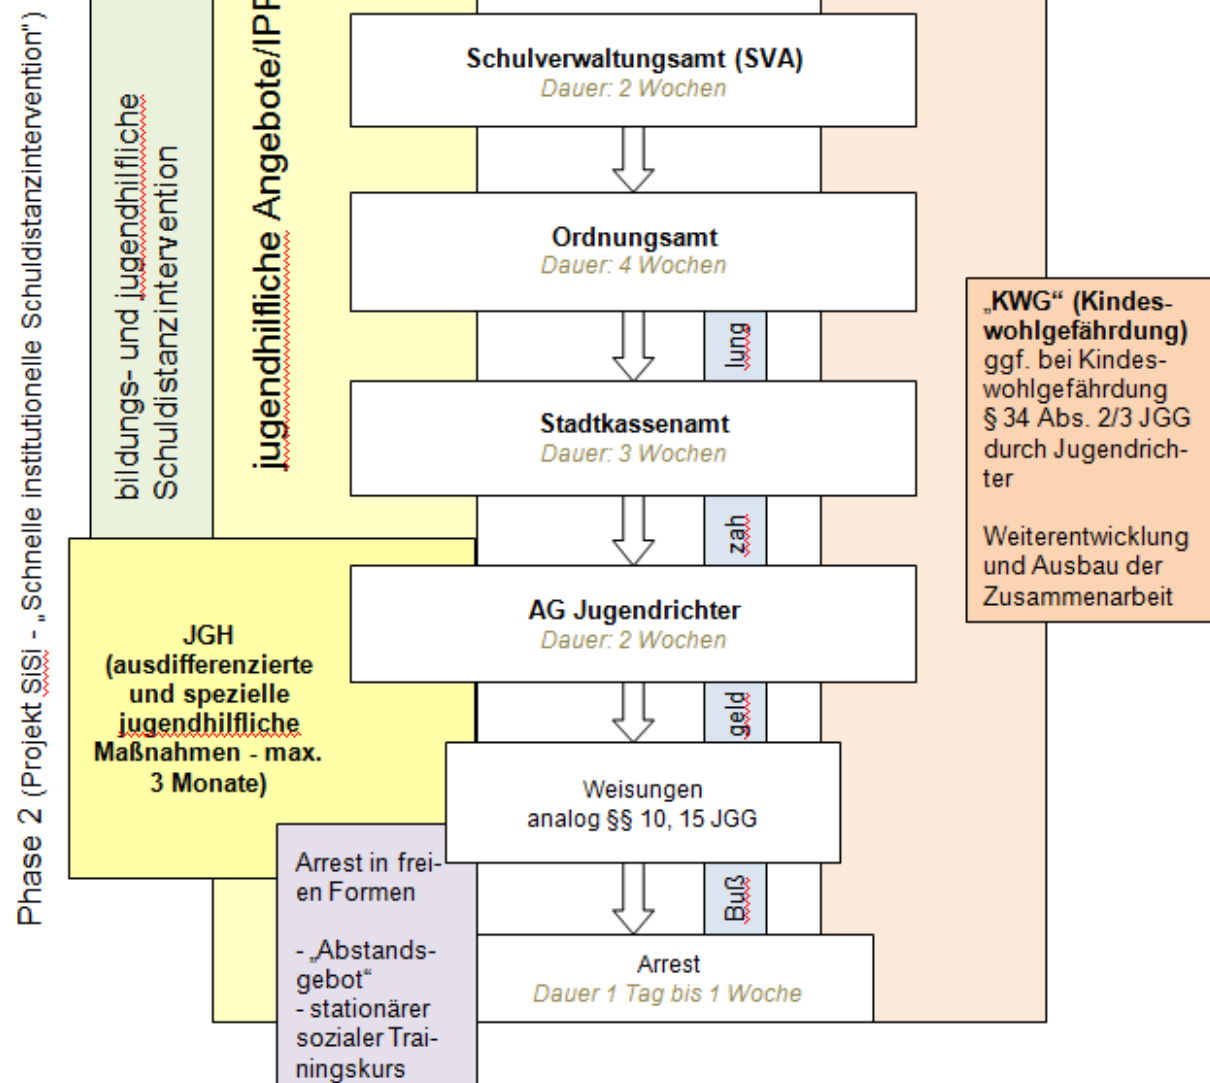 Phase 2 (Projekt SiSi - „Schnelle institutionelle Schuldistanzintervention")
bildungs- und jugendhilfliche
Schuldistanzintervention
jugendhilfliche Angebote/IPF
Schulverwaltungsamt (SVA)
Dauer: 2 Wochen
Ordnungsamt
Dauer: 4 Wochen
lung
Stadtkassenamt
Dauer: 3 Wochen
zah
AG Jugendrichter
Dauer: 2 Wochen
geld
Weisungen
analog §§ 10, 15 JGG
Buß
Arrest
Dauer 1 Tag bis 1 Woche
JGH
(ausdifferenzierte
und spezielle
jugendhilfliche
Maßnahmen - max.
3 Monate)
Arrest in frei-
en Formen
- „Abstands-
gebot“
- stationärer
sozialer Trai-
ningskurs
„KWG“ (Kindes-
wohlgefährdung)
ggf. bei Kindes-
wohlgefährdung
§ 34 Abs. 2/3 JGG
durch Jugendrich-
ter
Weiterentwicklung
und Ausbau der
Zusammenarbeit